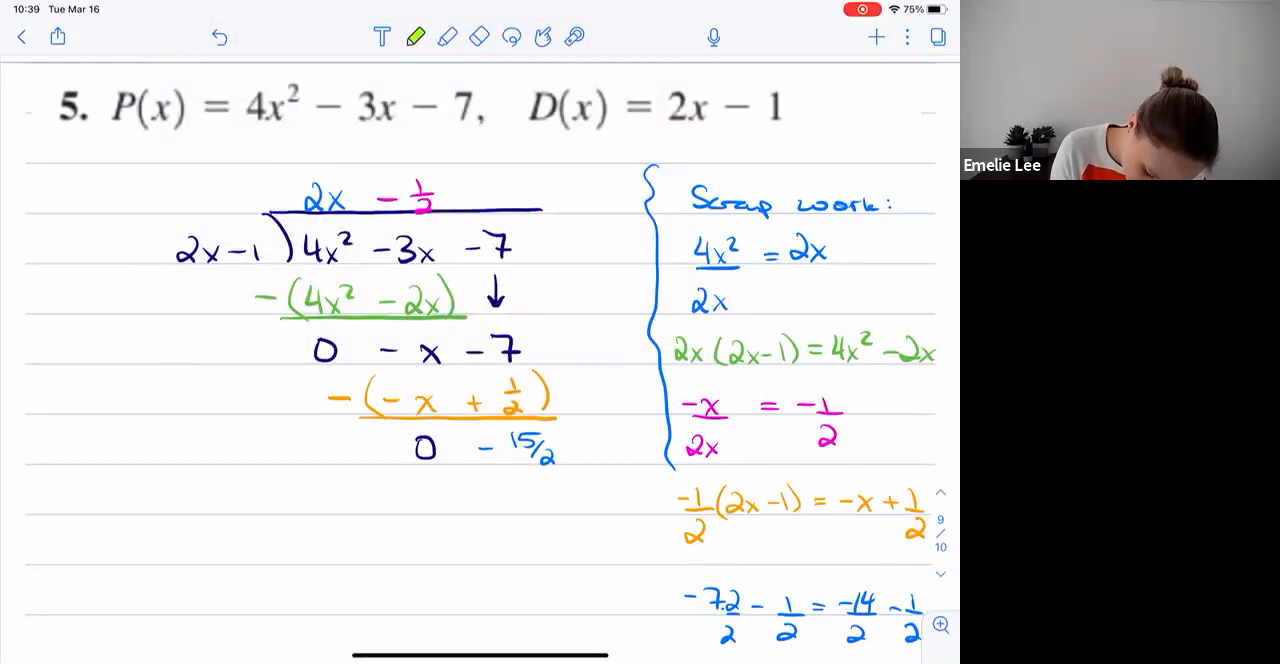 10:39 Tue Mar 16
75%
5. P(x) = 4x² − 3x − 7, D(x) = 2x − 1
Emelie Lee
2x − 1/2
2x−1 ) 4x² −3x −7
−(4x² −2x) ↓
0 − x −7
−(− x + 1/2)
0 − 15/2
Scrap work:
4x²/2x = 2x
2x(2x−1) = 4x² −2x
−x/2x = −1/2
−1/2(2x−1) = −x + 1/2
−7.2/2 − 1/2 = −14/2 − 1/2
9
/
10